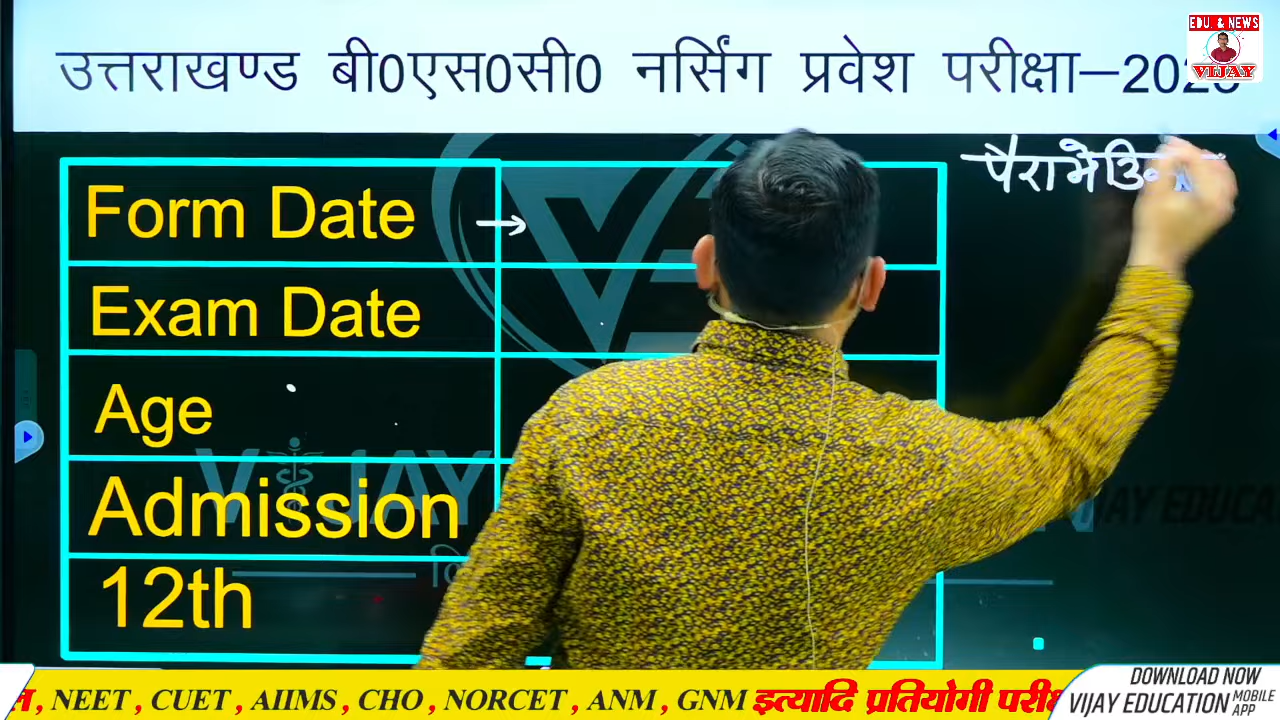 EDU. & NEWS
VIJAY
उत्तराखण्ड बी0एस0सी0 नर्सिंग प्रवेश परीक्षा–202
Form Date →
Exam Date
Age
Admission
12th
NEET , CUET , AIIMS , CHO , NORCET , ANM , GNM इत्यादि प्रतियोगी
DOWNLOAD NOW
VIJAY EDUCATION MOBILE APP